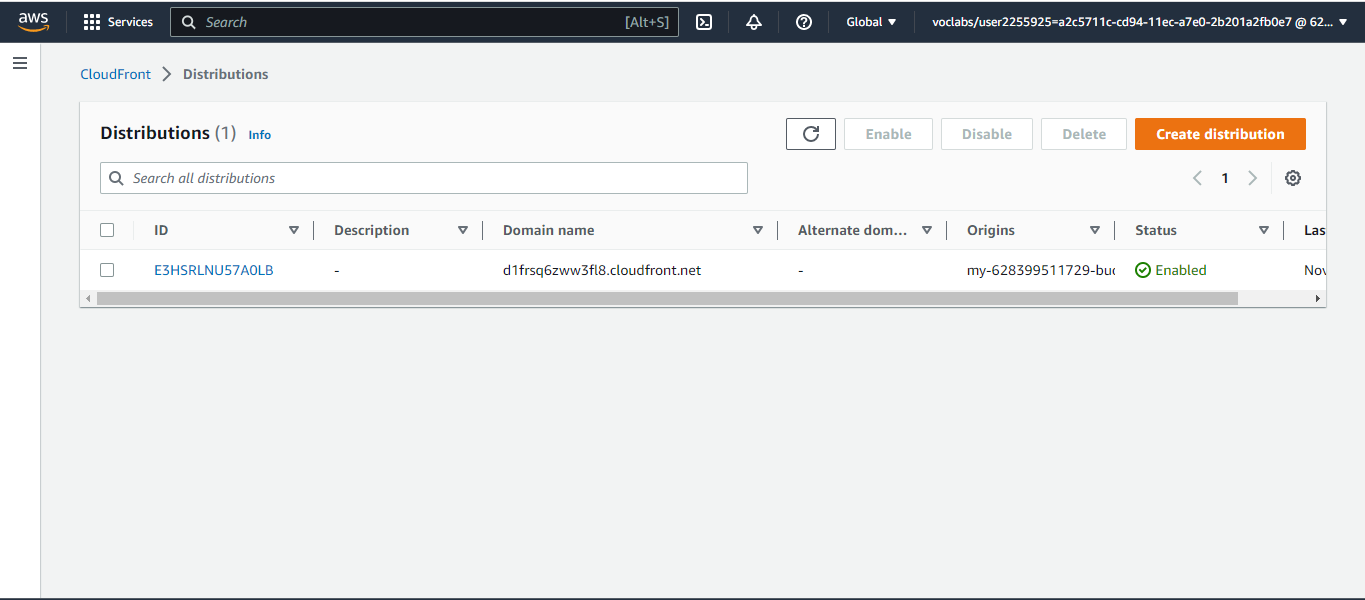 aws Services Search [Alt+S] Global voclabs/user2255925=a2c5711c-cd94-11ec-a7e0-2b201a2fb0e7 @ 62...
CloudFront Distributions
Distributions (1) Info Enable Disable Delete Create distribution
Search all distributions 1
ID Description Domain name Alternate dom... Origins Status Las
E3HSRLNU57A0LB - d1frsq6zww3fl8.cloudfront.net - my-628399511729-buc Enabled Nov